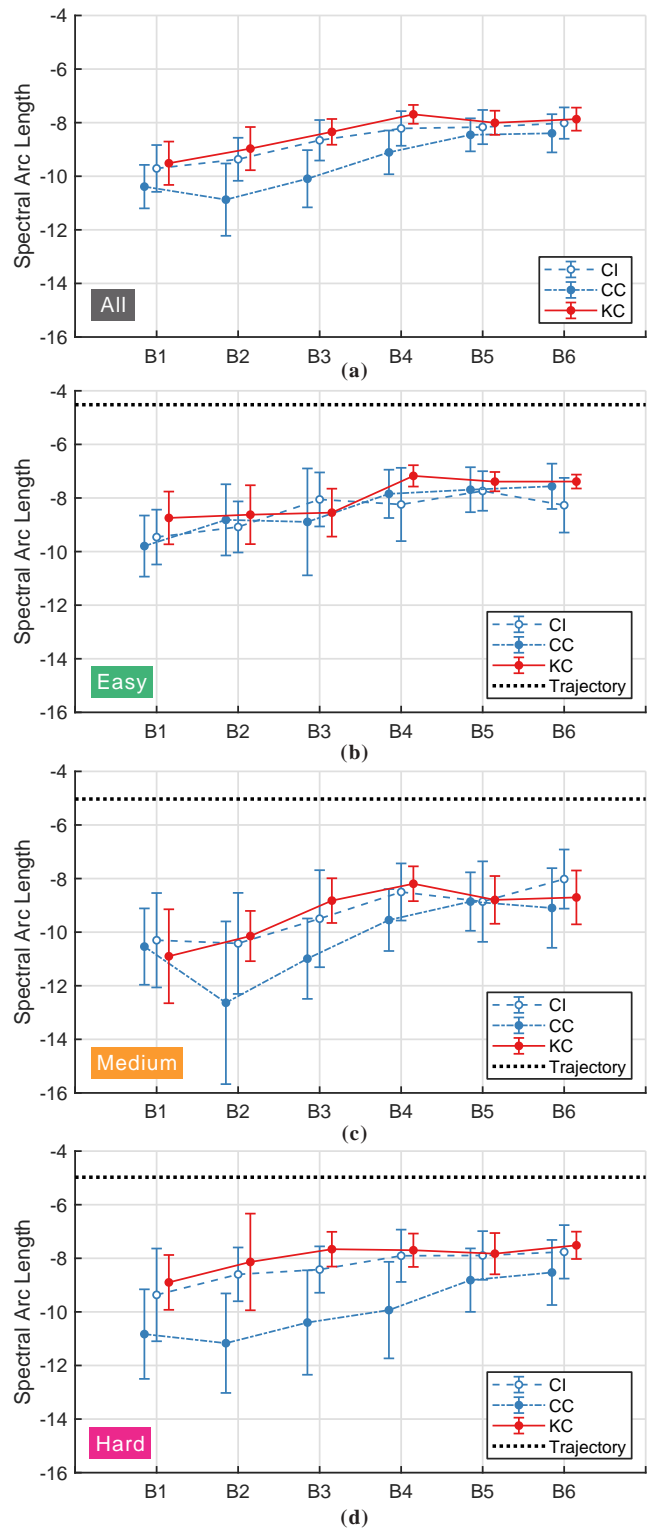 -4
-6
-8
-10
-12
-14
-16
Spectral Arc Length
All
CI
CC
KC
B1 B2 B3 B4 B5 B6
(a)
-4
-6
-8
-10
-12
-14
-16
Spectral Arc Length
Easy
CI
CC
KC
Trajectory
B1 B2 B3 B4 B5 B6
(b)
-4
-6
-8
-10
-12
-14
-16
Spectral Arc Length
Medium
CI
CC
KC
Trajectory
B1 B2 B3 B4 B5 B6
(c)
-4
-6
-8
-10
-12
-14
-16
Spectral Arc Length
Hard
CI
CC
KC
Trajectory
B1 B2 B3 B4 B5 B6
(d)